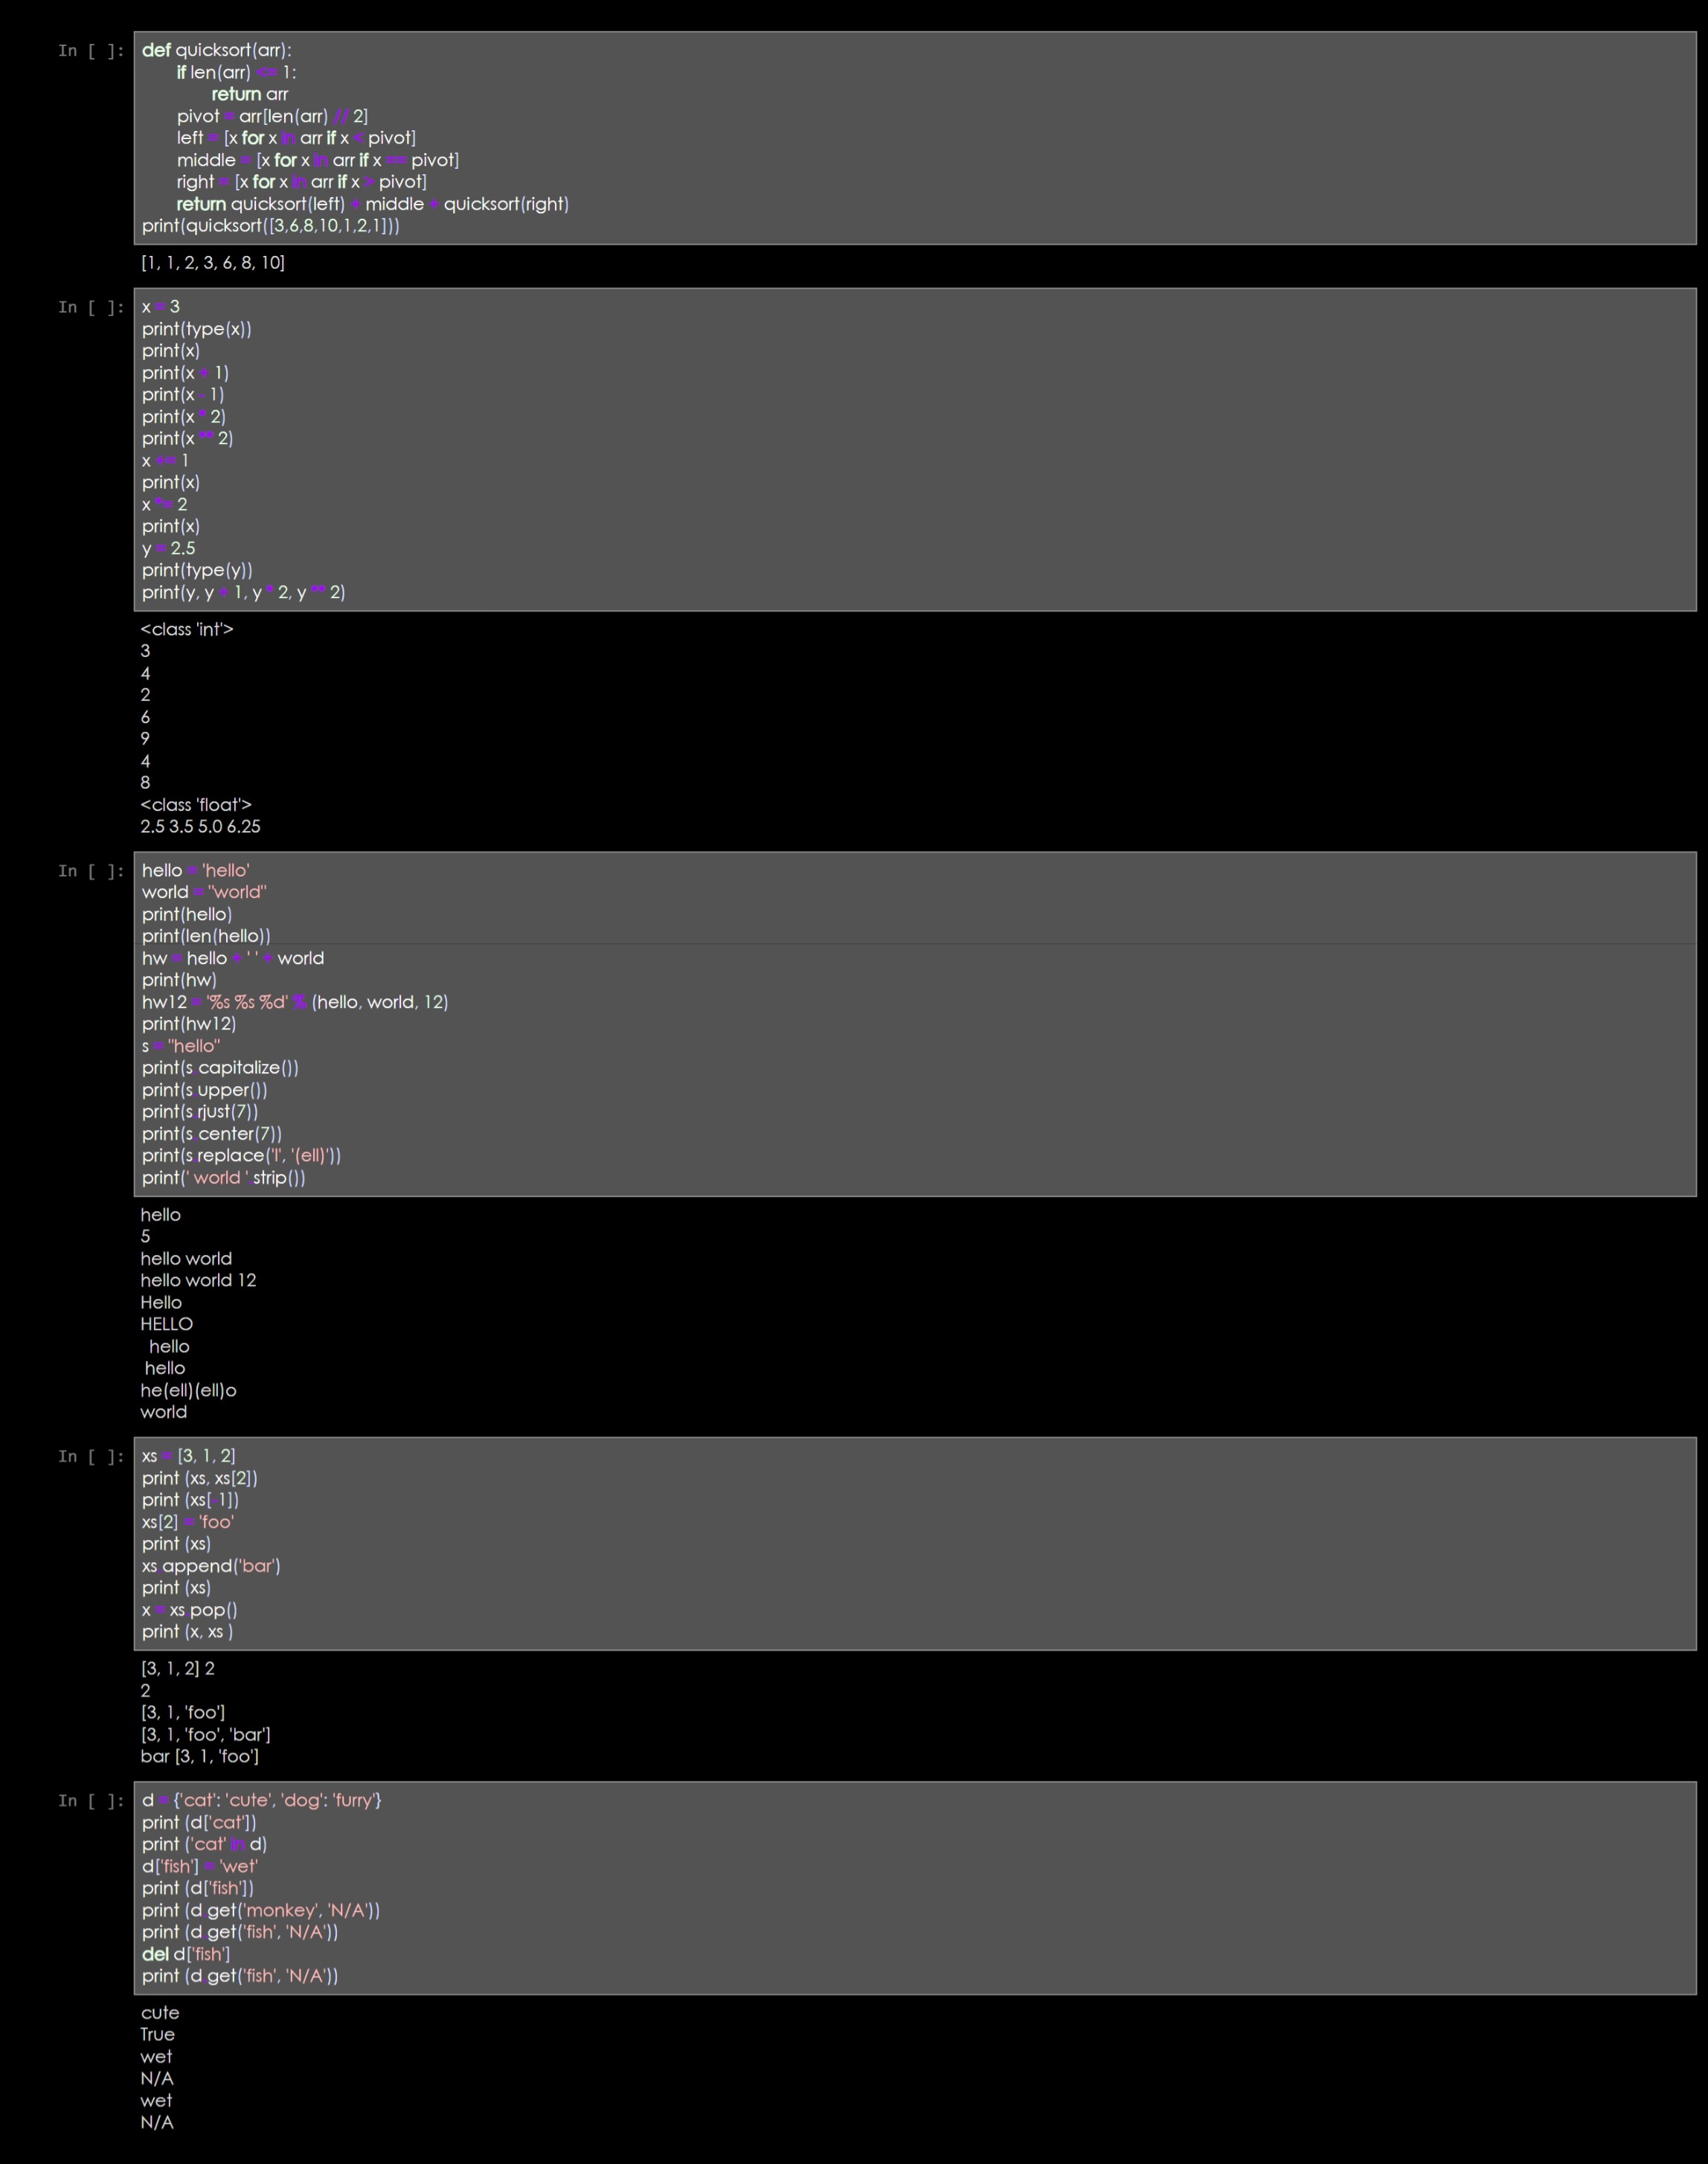 In [ ]: def quicksort(arr):
    if len(arr) <= 1:
        return arr
    pivot = arr[len(arr) // 2]
    left = [x for x in arr if x < pivot]
    middle = [x for x in arr if x == pivot]
    right = [x for x in arr if x > pivot]
    return quicksort(left) + middle + quicksort(right)
print(quicksort([3,6,8,10,1,2,1]))
[1, 1, 2, 3, 6, 8, 10]
In [ ]: x = 3
print(type(x))
print(x)
print(x + 1)
print(x - 1)
print(x * 2)
print(x ** 2)
x += 1
print(x)
x *= 2
print(x)
y = 2.5
print(type(y))
print(y, y + 1, y * 2, y ** 2)
<class 'int'>
3
4
2
6
9
4
8
<class 'float'>
2.5 3.5 5.0 6.25
In [ ]: hello = 'hello'
world = "world"
print(hello)
print(len(hello))
hw = hello + ' ' + world
print(hw)
hw12 = '%s %s %d' % (hello, world, 12)
print(hw12)
s = "hello"
print(s.capitalize())
print(s.upper())
print(s.rjust(7))
print(s.center(7))
print(s.replace('l', '(ell)'))
print(' world '.strip())
hello
5
hello world
hello world 12
Hello
HELLO
  hello
 hello
he(ell)(ell)o
world
In [ ]: xs = [3, 1, 2]
print (xs, xs[2])
print (xs[-1])
xs[2] = 'foo'
print (xs)
xs.append('bar')
print (xs)
x = xs.pop()
print (x, xs )
[3, 1, 2] 2
2
[3, 1, 'foo']
[3, 1, 'foo', 'bar']
bar [3, 1, 'foo']
In [ ]: d = {'cat': 'cute', 'dog': 'furry'}
print (d['cat'])
print ('cat' in d)
d['fish'] = 'wet'
print (d['fish'])
print (d.get('monkey', 'N/A'))
print (d.get('fish', 'N/A'))
del d['fish']
print (d.get('fish', 'N/A'))
cute
True
wet
N/A
wet
N/A